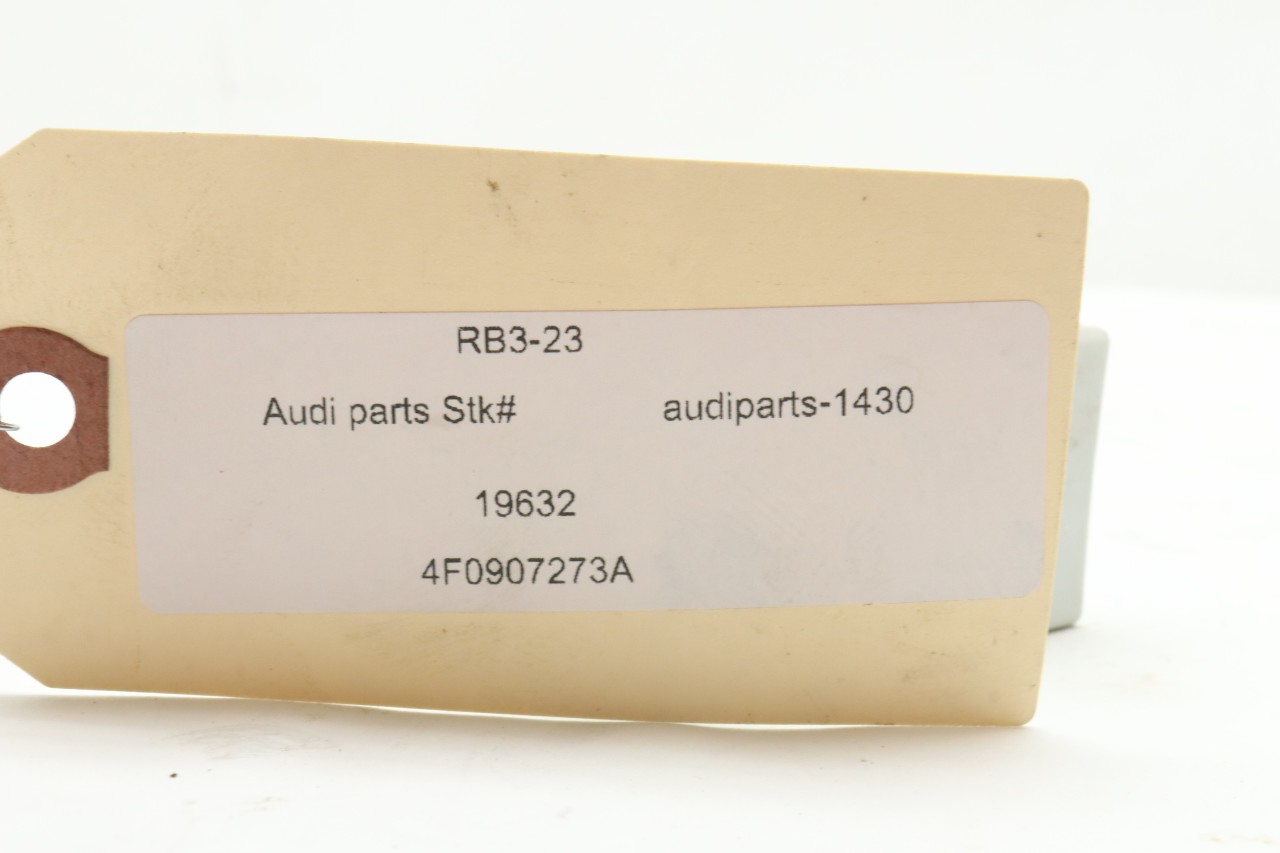 RB3-23
Audi parts Stk# audiparts-1430
19632
4F0907273A